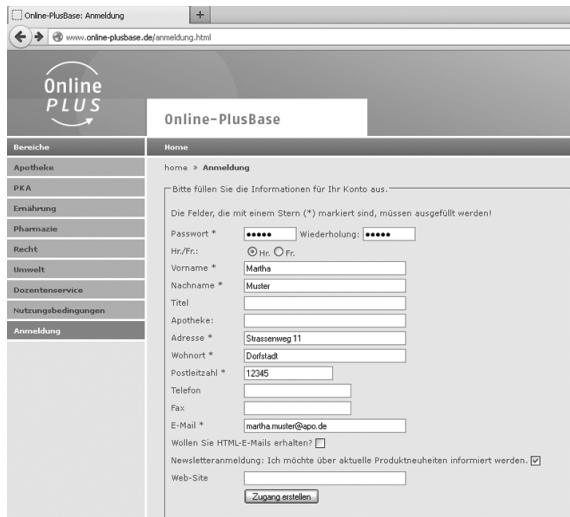 Online-PlusBase: Anmeldung
+
www.online-plusbase.de/anmeldung.html
Online
PLUS
Online-PlusBase
Bereiche
Home
Apotheke
PKA
Ernährung
Pharmazie
Recht
Umwelt
Dozentenservice
Nutzungsbedingungen
Anmeldung
home » Anmeldung
Bitte füllen Sie die Informationen für Ihr Konto aus.
Die Felder, die mit einem Stern (*) markiert sind, müssen ausgefüllt werden!
Passwort * ••••• Wiederholung: •••••
Hr./Fr.: Hr. Fr.
Vorname * Martha
Nachname * Muster
Titel
Apotheke:
Adresse * Strassenweg 11
Wohnort * Dorfstadt
Postleitzahl * 12345
Telefon
Fax
E-Mail * martha.muster@apo.de
Wollen Sie HTML-E-Mails erhalten?
Newsletteranmeldung: Ich möchte über aktuelle Produktneuheiten informiert werden.
Web-Site
Zugang erstellen